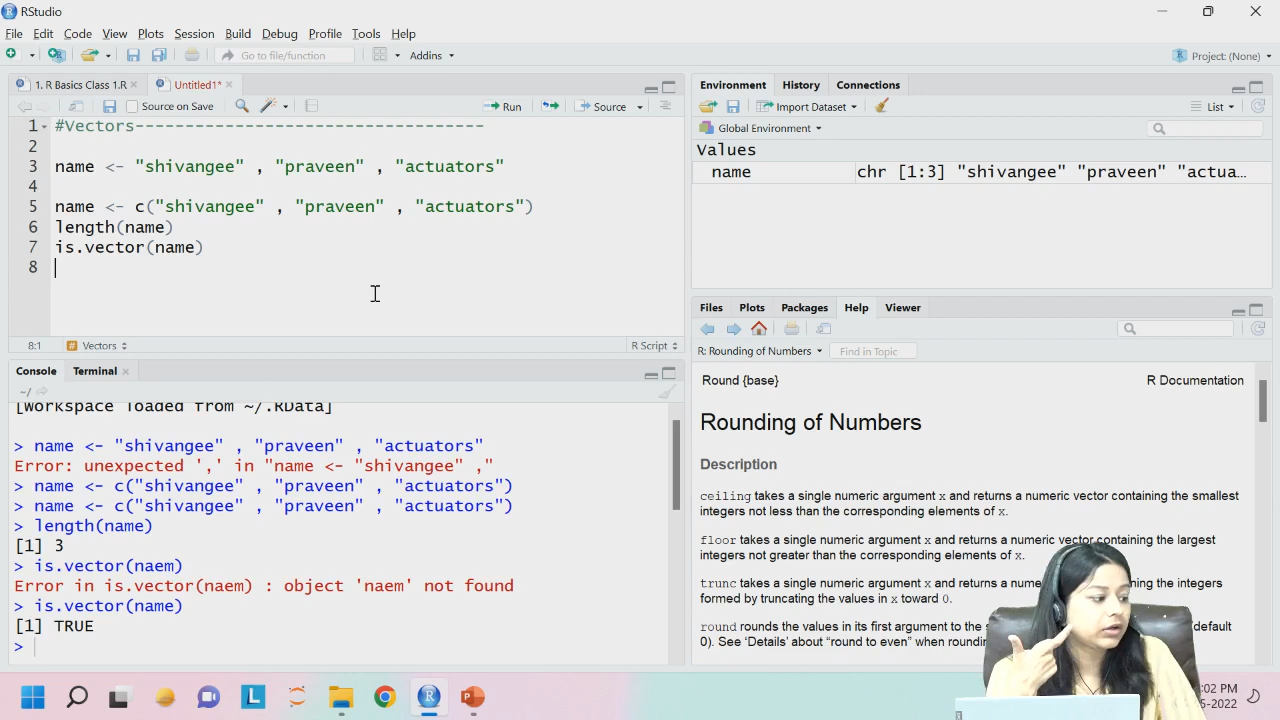 RStudio
File Edit Code View Plots Session Build Debug Profile Tools Help
Go to file/function Addins Project: (None)
1. R Basics Class 1.R Untitled1*
Source on Save Run Source
1 #Vectors-----------------------------------
2
3 name <- "shivangee" , "praveen" , "actuators"
4
5 name <- c("shivangee" , "praveen" , "actuators")
6 length(name)
7 is.vector(name)
8
8:1 # Vectors R Script
Console Terminal
~/
[Workspace loaded from ~/.RData]
> name <- "shivangee" , "praveen" , "actuators"
Error: unexpected ',' in "name <- "shivangee" ,"
> name <- c("shivangee" , "praveen" , "actuators")
> name <- c("shivangee" , "praveen" , "actuators")
> length(name)
[1] 3
> is.vector(naem)
Error in is.vector(naem) : object 'naem' not found
> is.vector(name)
[1] TRUE
>
Environment History Connections
Import Dataset List
R Global Environment
Values
name chr [1:3] "shivangee" "praveen" "actua…
Files Plots Packages Help Viewer
R: Rounding of Numbers Find in Topic
Round {base} R Documentation
Rounding of Numbers
Description
ceiling takes a single numeric argument x and returns a numeric vector containing the smallest
integers not less than the corresponding elements of x.
floor takes a single numeric argument x and returns a numeric vector containing the largest
integers not greater than the corresponding elements of x.
trunc takes a single numeric argument x and returns a the integers
formed by truncating the values in x toward 0.
round rounds the values in its first argument to the default
0). See ‘Details’ about “round to even” when